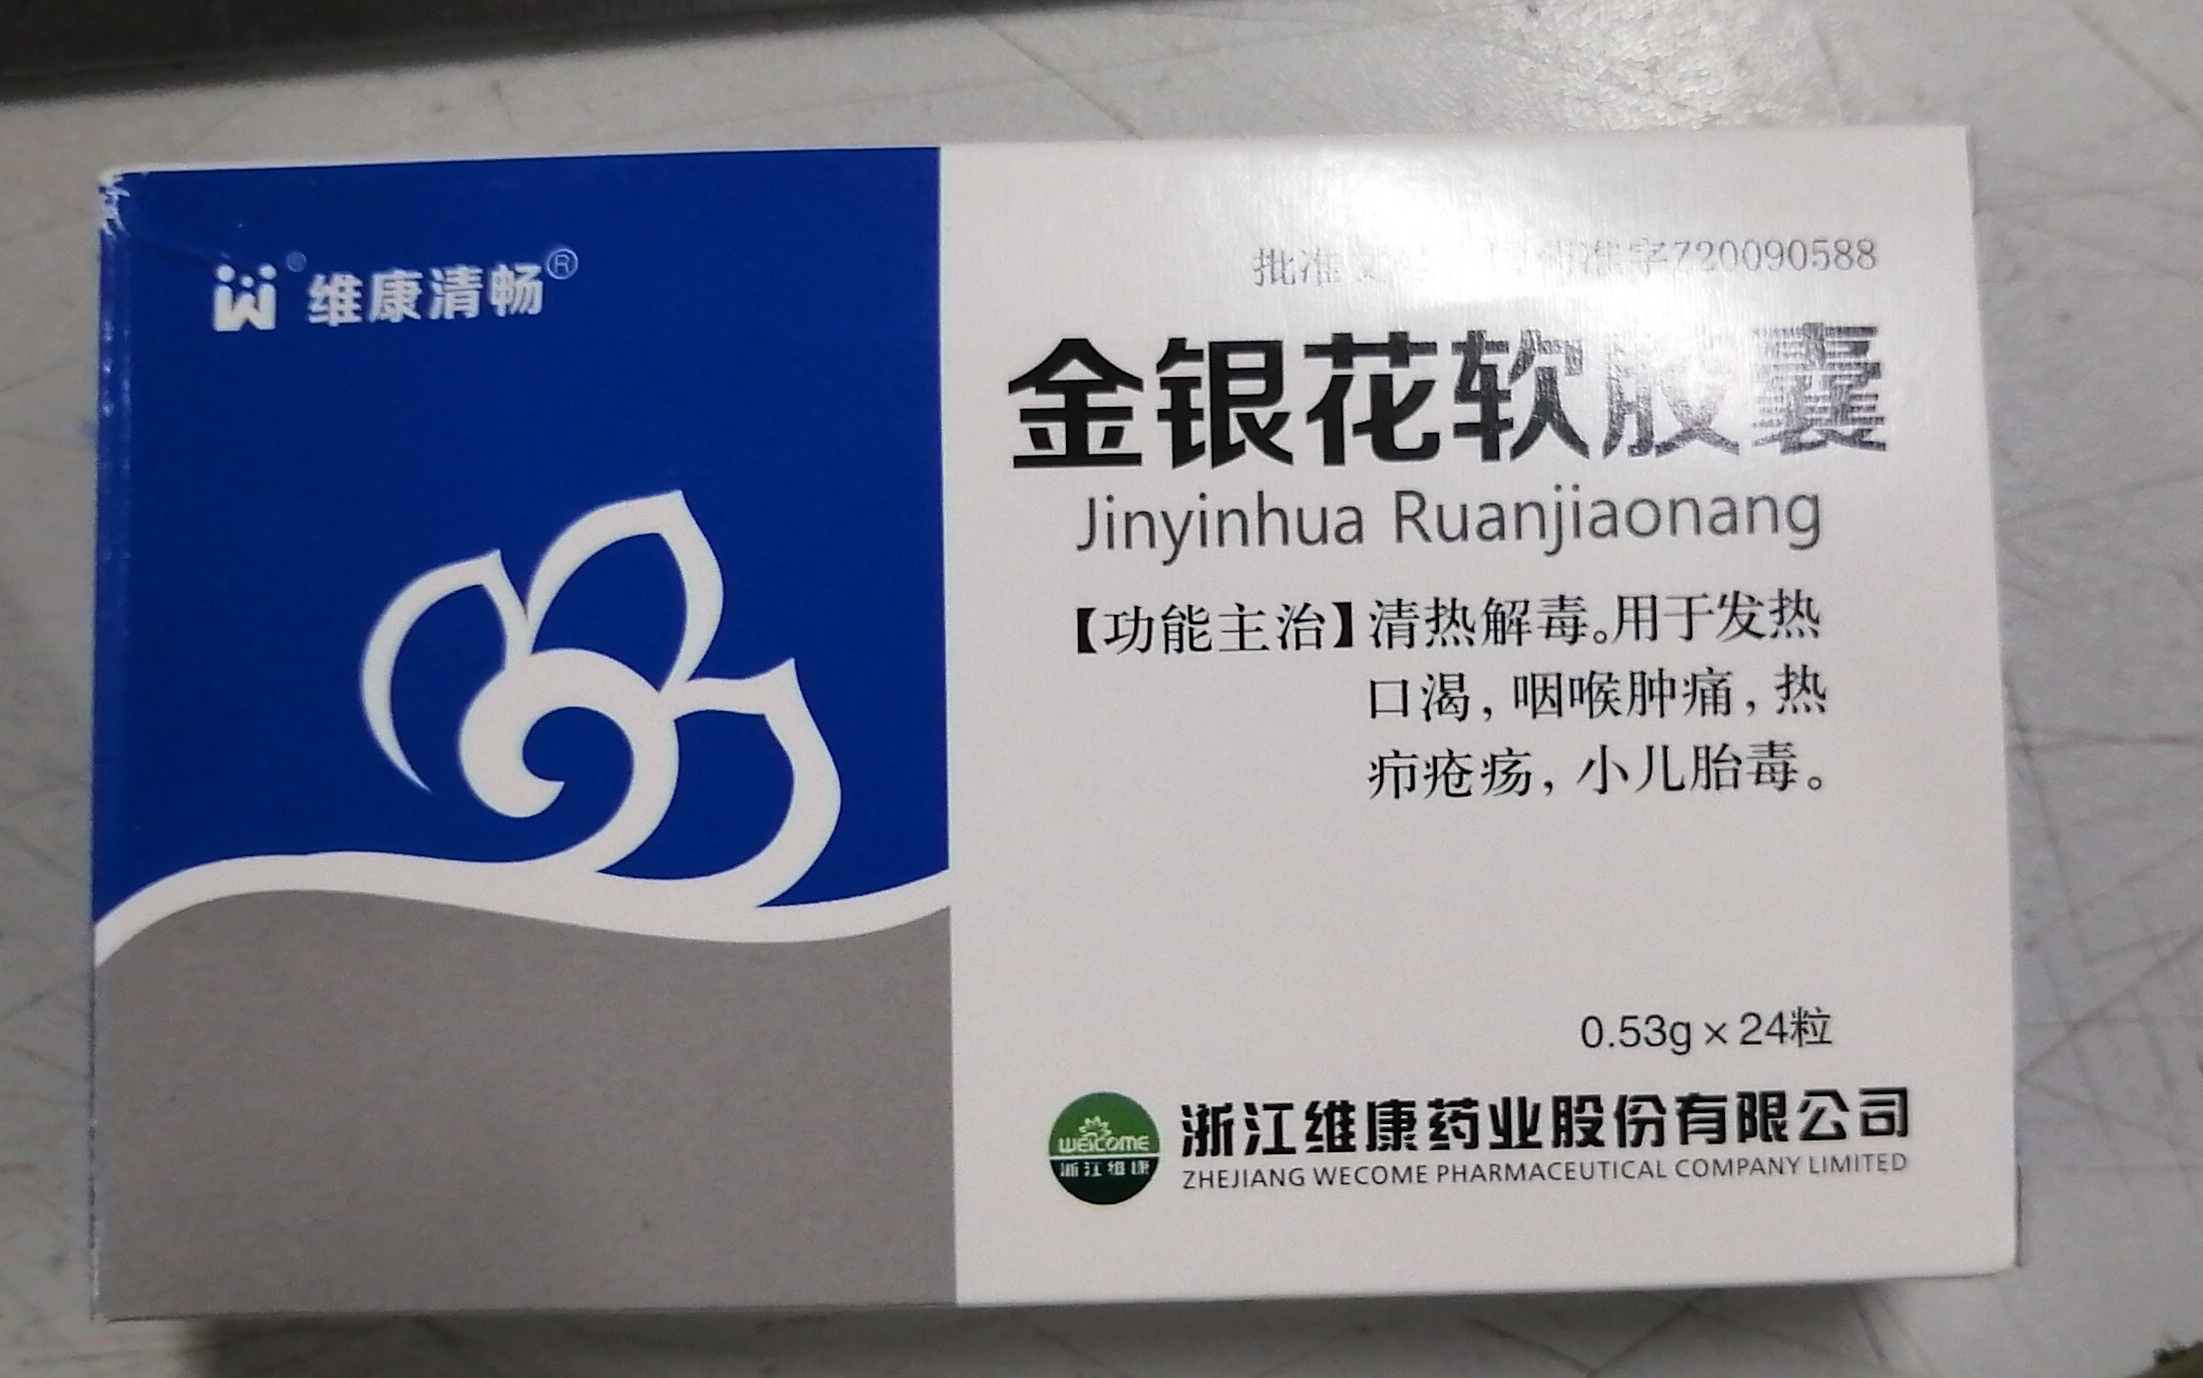 维康清畅®
批准文号 国药准字Z20090588
金银花软胶囊
Jinyinhua Ruanjiaonang
【功能主治】清热解毒。用于发热
口渴，咽喉肿痛，热
疖疮疡，小儿胎毒。
0.53g×24粒
WECOME
浙江维康
浙江维康药业股份有限公司
ZHEJIANG WECOME PHARMACEUTICAL COMPANY LIMITED